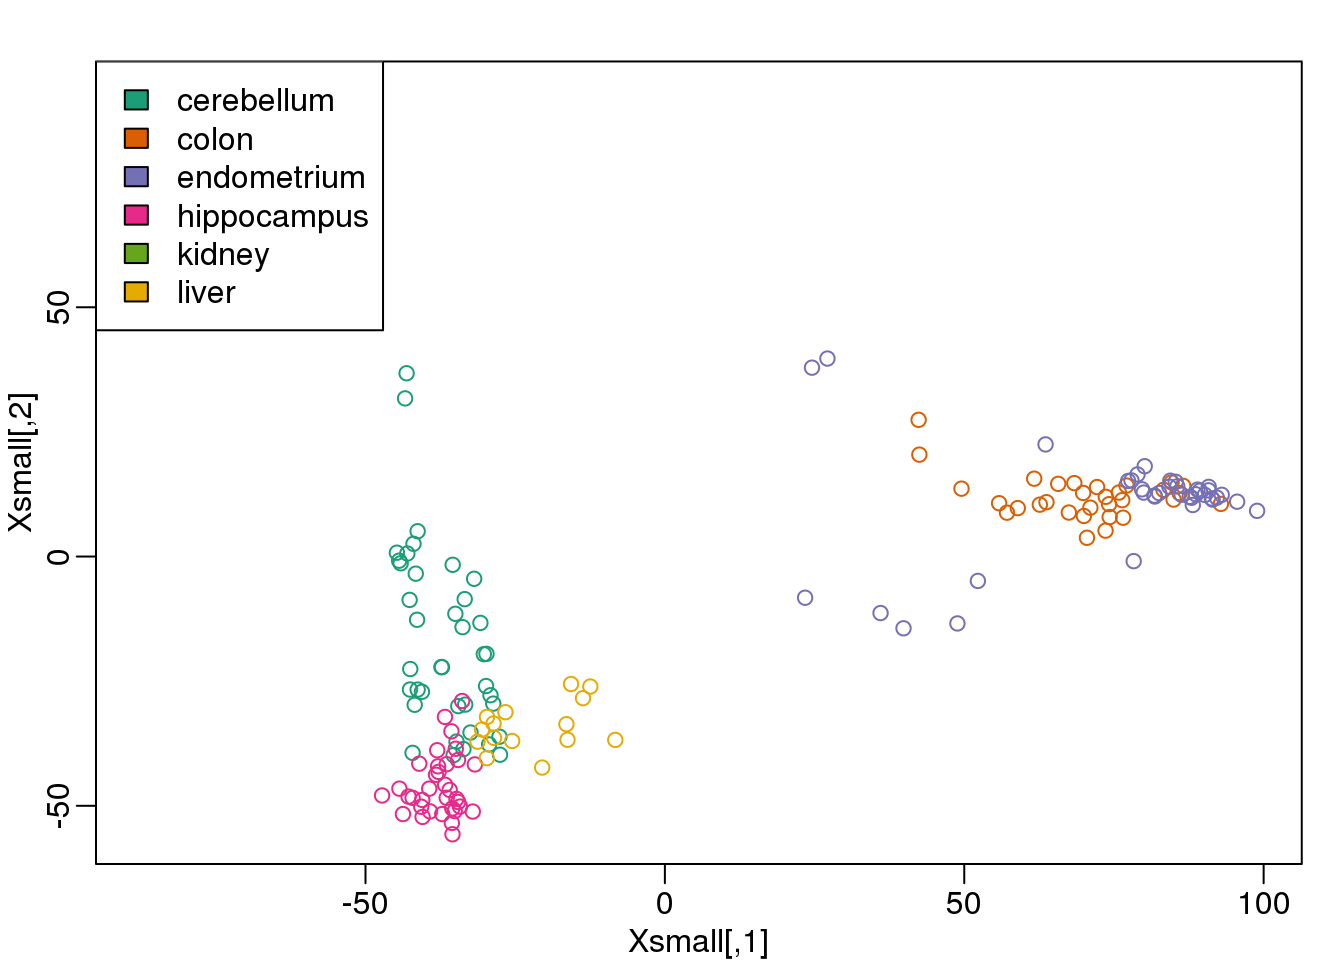 cerebellum
colon
endometrium
hippocampus
kidney
liver
50
0
-50
Xsmall[,2]
-50 0 50 100
Xsmall[,1]